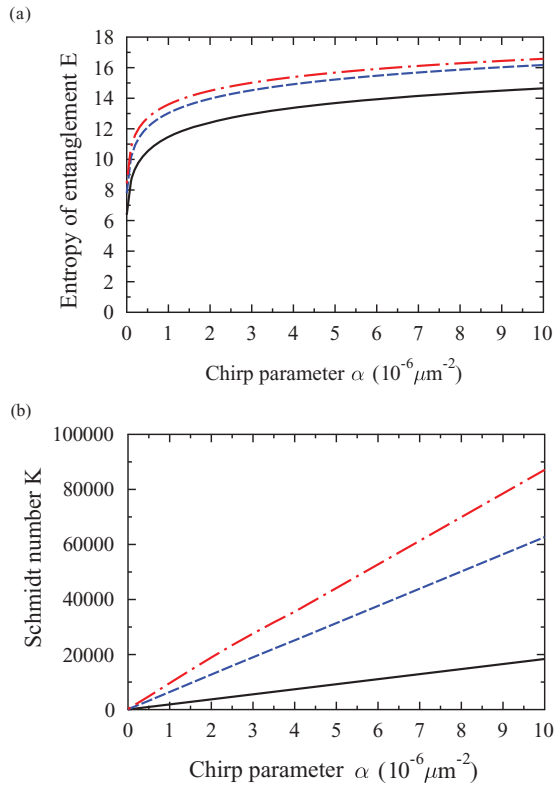 (a)
18
16
14
12
10
8
6
4
2
0
Entropy of entanglement E
0 1 2 3 4 5 6 7 8 9 10
Chirp parameter α (10⁻⁶μm⁻²)
(b)
100000
80000
60000
40000
20000
0
Schmidt number K
0 1 2 3 4 5 6 7 8 9 10
Chirp parameter α (10⁻⁶μm⁻²)